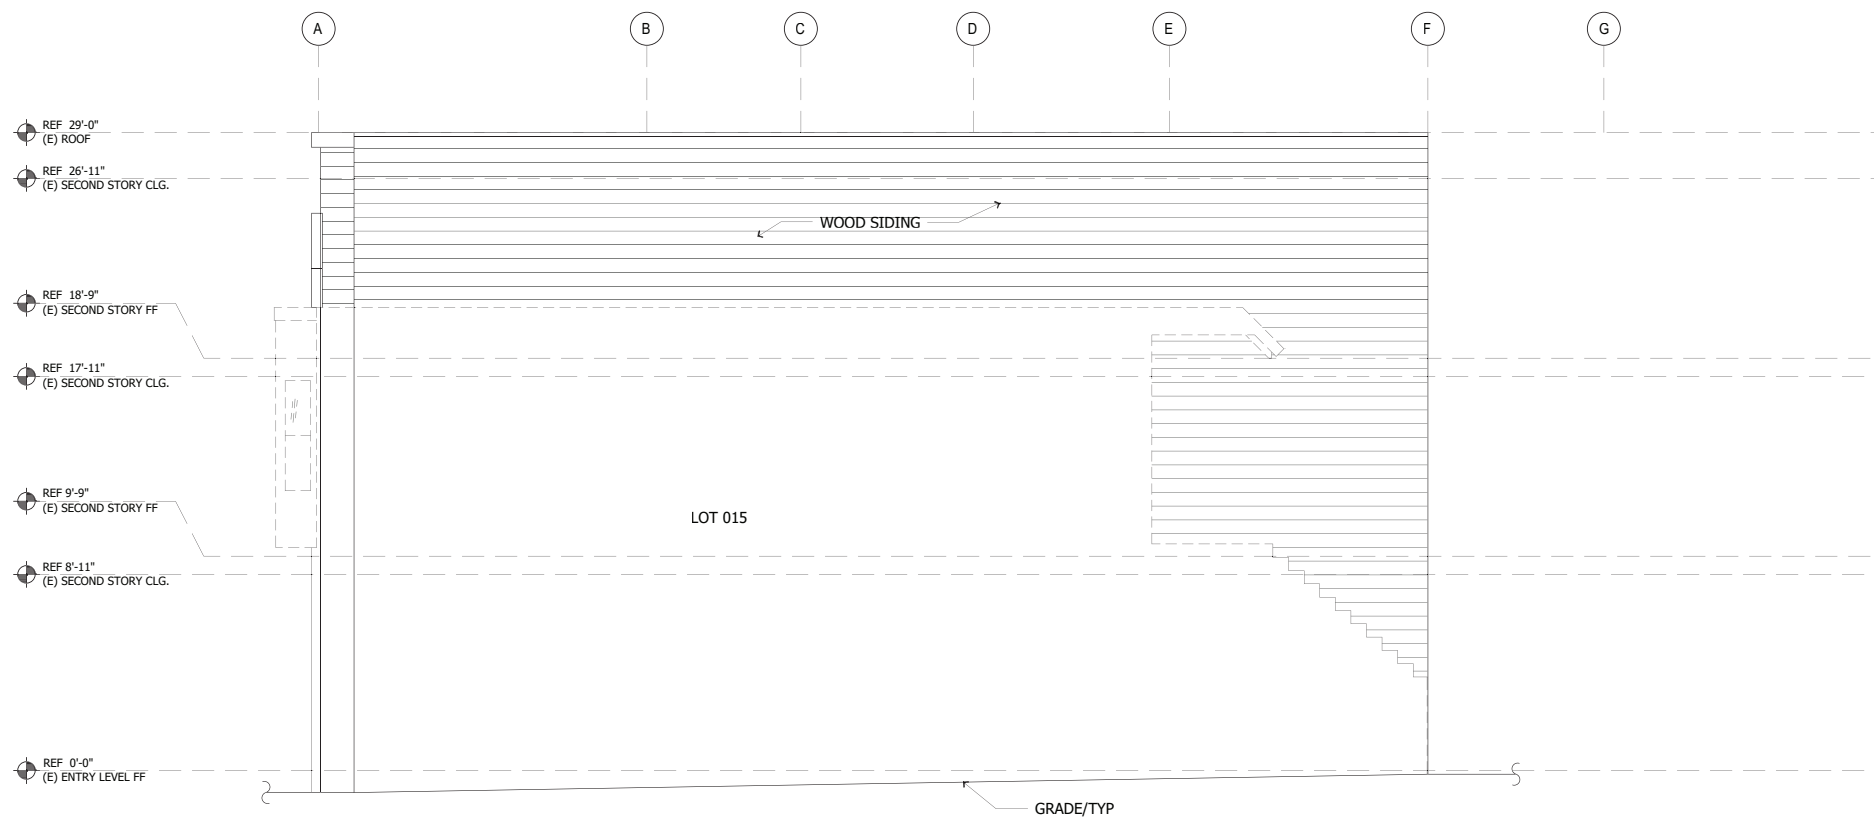 A B C D E F G
REF 29'-0"
(E) ROOF
REF 26'-11"
(E) SECOND STORY CLG.
WOOD SIDING
REF 18'-9"
(E) SECOND STORY FF
REF 17'-11"
(E) SECOND STORY CLG.
REF 9'-9"
(E) SECOND STORY FF
LOT 015
REF 8'-11"
(E) SECOND STORY CLG.
REF 0'-0"
(E) ENTRY LEVEL FF
GRADE/TYP